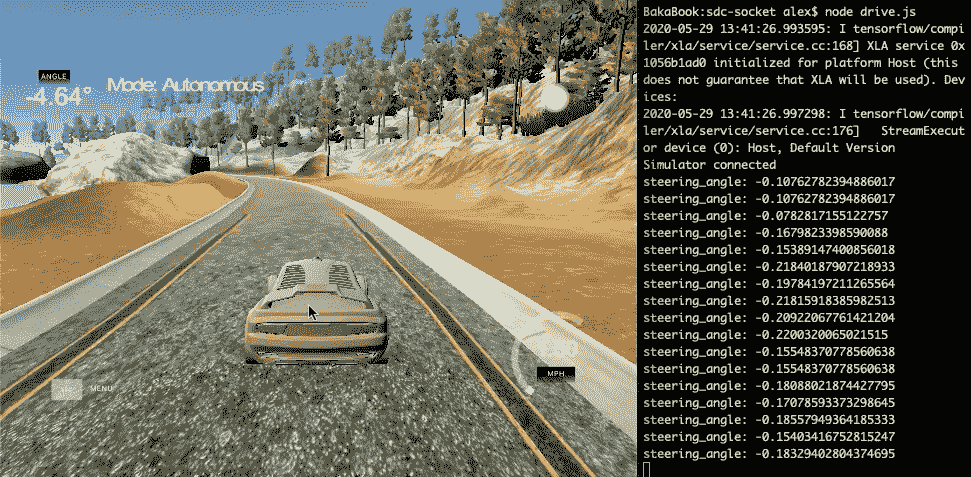 ANGLE
-4.64°
Mode: Autonomous
MENU
MPH
BakaBook:sdc-socket alex$ node drive.js
2020-05-29 13:41:26.993595: I tensorflow/compi
ler/xla/service/service.cc:168] XLA service 0x
1056b1ad0 initialized for platform Host (this
does not guarantee that XLA will be used). Dev
ices:
2020-05-29 13:41:26.997298: I tensorflow/compi
ler/xla/service/service.cc:176]   StreamExecut
or device (0): Host, Default Version
Simulator connected
steering_angle: -0.10762782394886017
steering_angle: -0.10762782394886017
steering_angle: -0.0782817155122757
steering_angle: -0.1679823398590088
steering_angle: -0.15389147400856018
steering_angle: -0.21840187907218933
steering_angle: -0.19784197211265564
steering_angle: -0.21815918385982513
steering_angle: -0.20922067761421204
steering_angle: -0.2200320065021515
steering_angle: -0.15548370778560638
steering_angle: -0.15548370778560638
steering_angle: -0.18088021874427795
steering_angle: -0.17078593373298645
steering_angle: -0.18557949364185333
steering_angle: -0.15403416752815247
steering_angle: -0.18329402804374695